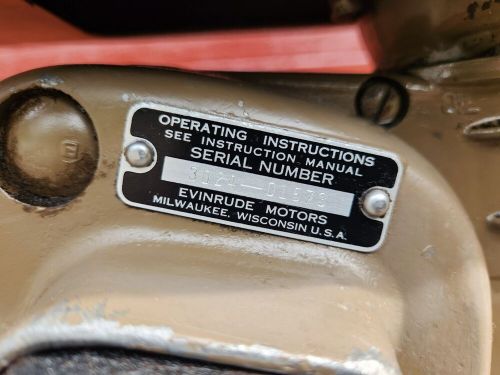 OPERATING INSTRUCTIONS
SEE INSTRUCTION MANUAL
SERIAL NUMBER
EVINRUDE MOTORS
MILWAUKEE, WISCONSIN U.S.A.